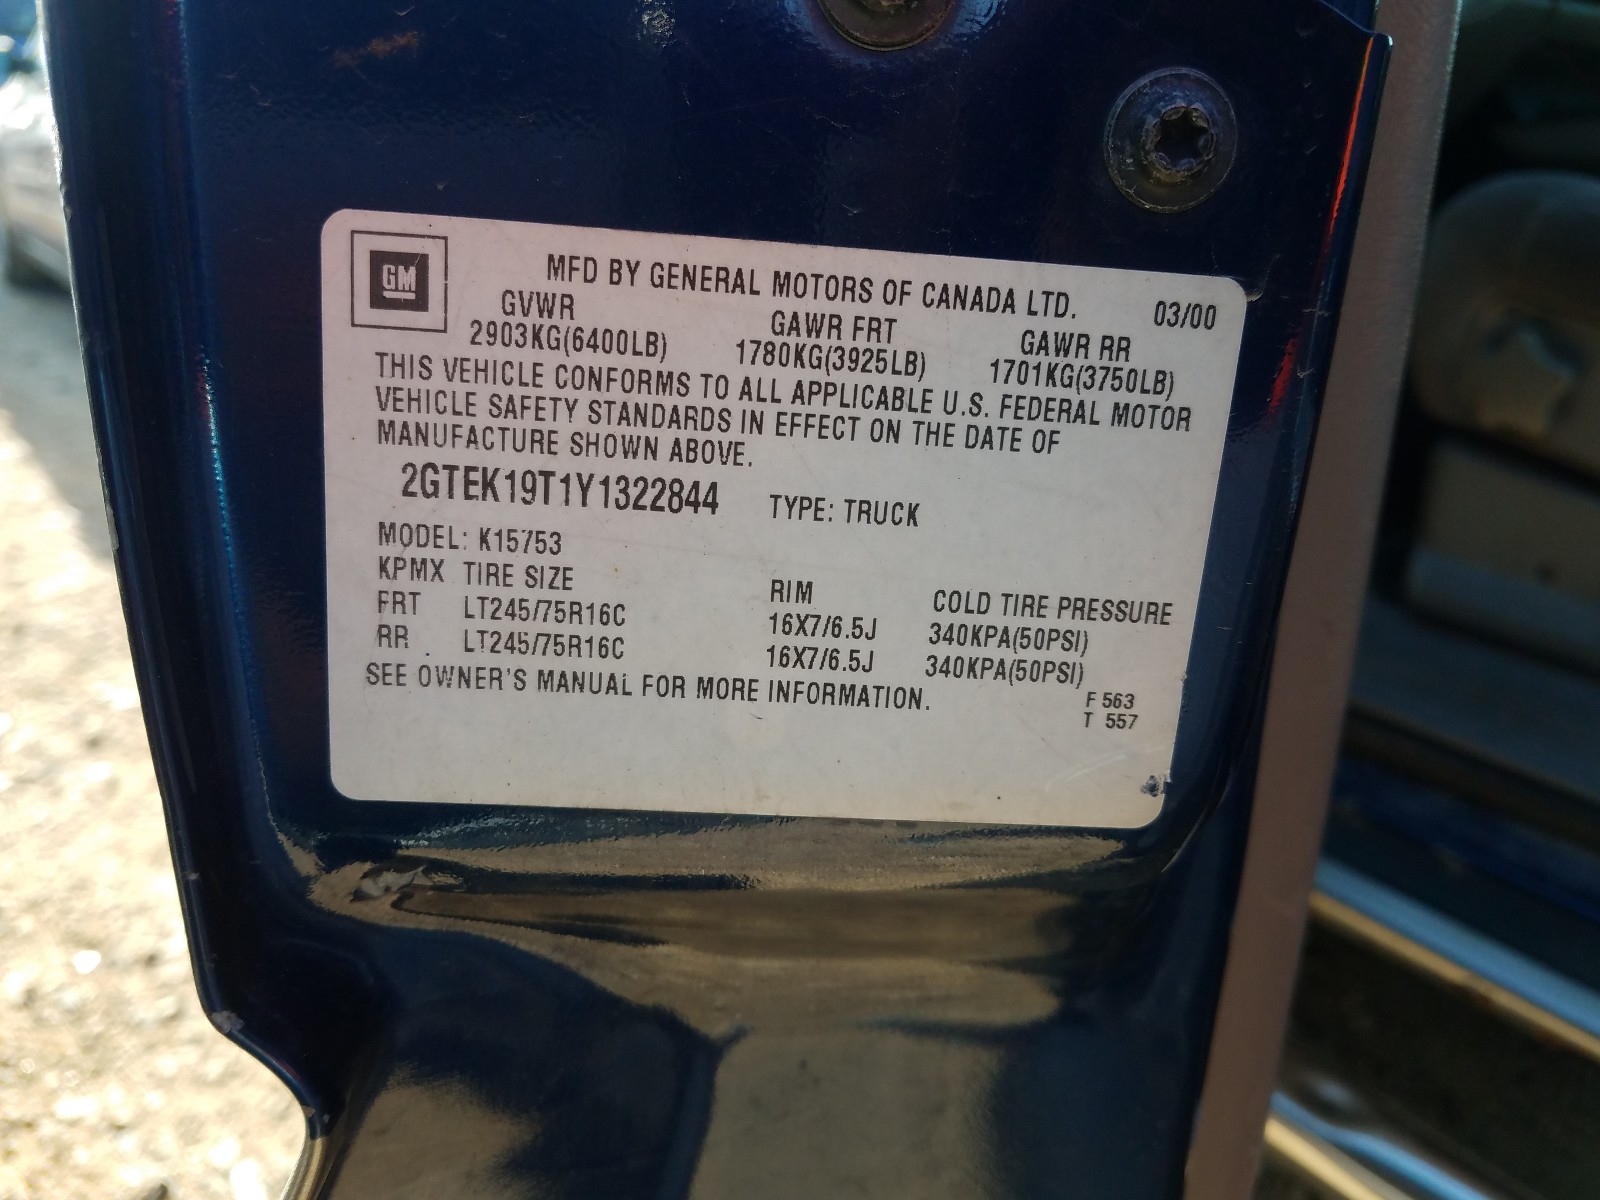 GM
MFD BY GENERAL MOTORS OF CANADA LTD. 03/00
GVWR GAWR FRT GAWR RR
2903KG(6400LB) 1780KG(3925LB) 1701KG(3750LB)
THIS VEHICLE CONFORMS TO ALL APPLICABLE U.S. FEDERAL MOTOR
VEHICLE SAFETY STANDARDS IN EFFECT ON THE DATE OF
MANUFACTURE SHOWN ABOVE.
2GTEK19T1Y1322844 TYPE: TRUCK
MODEL: K15753
KPMX TIRE SIZE RIM COLD TIRE PRESSURE
FRT LT245/75R16C 16X7/6.5J 340KPA(50PSI)
RR LT245/75R16C 16X7/6.5J 340KPA(50PSI)
SEE OWNER'S MANUAL FOR MORE INFORMATION.
F 563
T 557